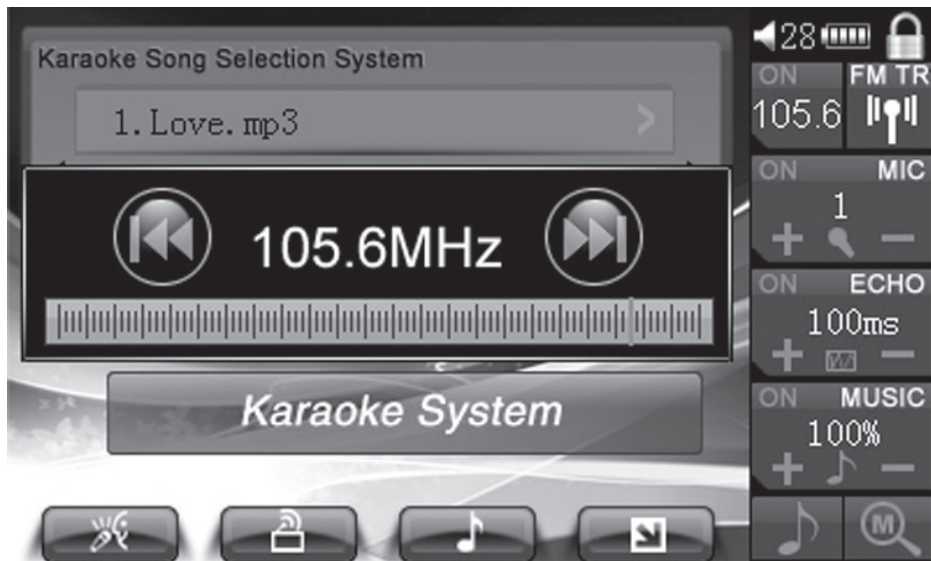 Karaoke Song Selection System
1.Love.mp3
105.6MHz
Karaoke System
28
ON FM TR
105.6
ON MIC
1
ON ECHO
100ms
ON MUSIC
100%
M